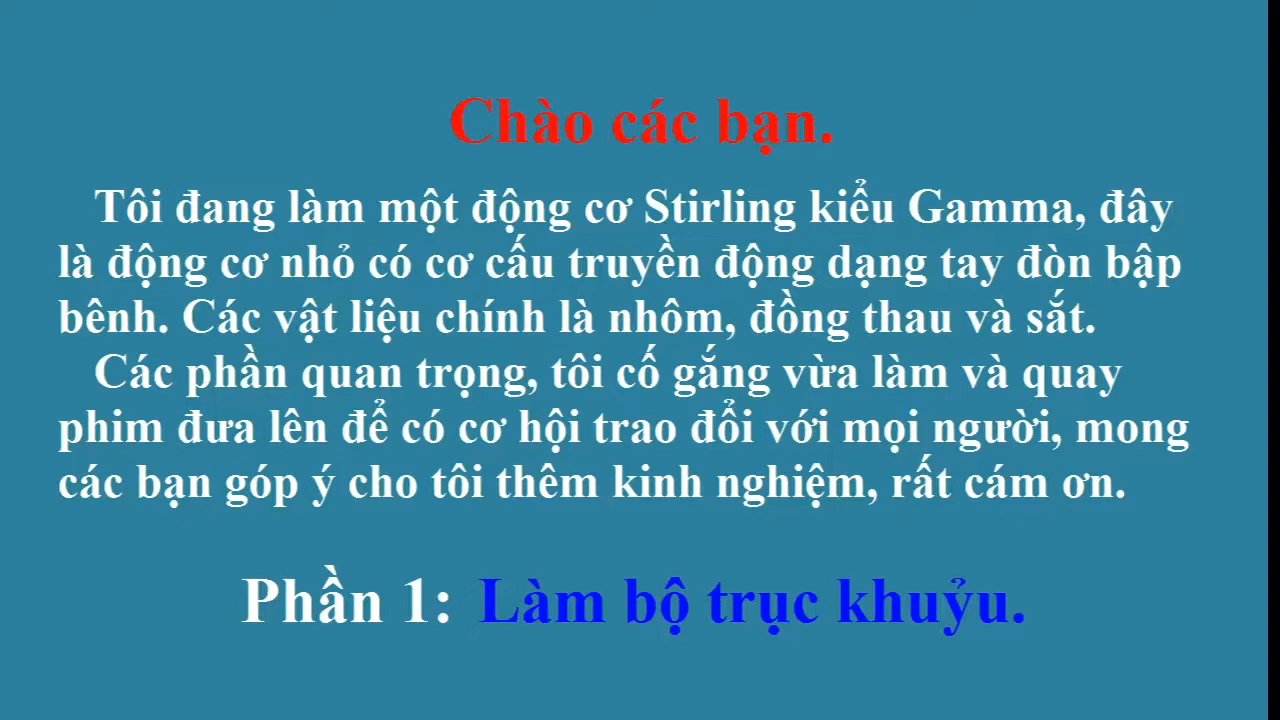 Chào các bạn.
Tôi đang làm một động cơ Stirling kiểu Gamma, đây
là động cơ nhỏ có cơ cấu truyền động dạng tay đòn bập
bênh. Các vật liệu chính là nhôm, đồng thau và sắt.
Các phần quan trọng, tôi cố gắng vừa làm và quay
phim đưa lên để có cơ hội trao đổi với mọi người, mong
các bạn góp ý cho tôi thêm kinh nghiệm, rất cám ơn.
Phần 1: Làm bộ trục khuỷu.